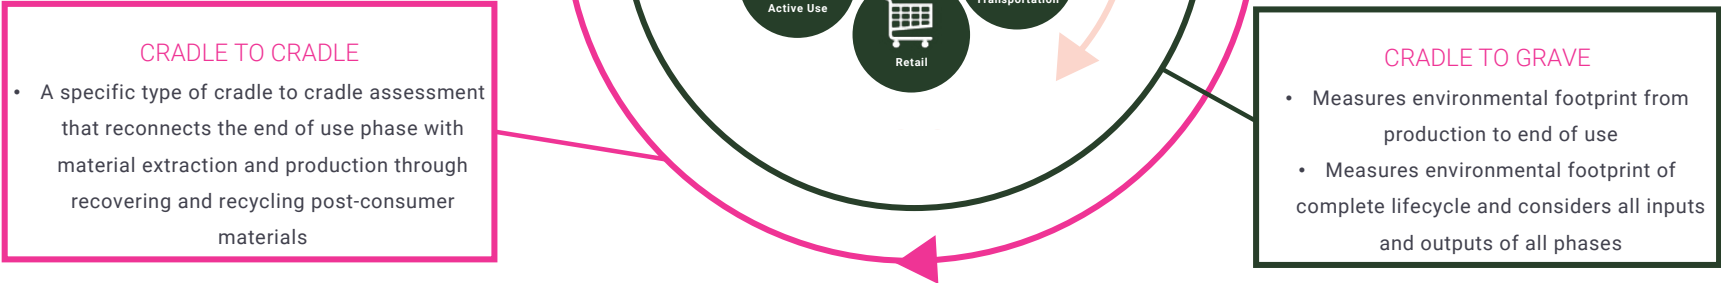 Active Use
Transportation
Retail
CRADLE TO CRADLE
• A specific type of cradle to cradle assessment
that reconnects the end of use phase with
material extraction and production through
recovering and recycling post-consumer
materials
CRADLE TO GRAVE
• Measures environmental footprint from
production to end of use
• Measures environmental footprint of
complete lifecycle and considers all inputs
and outputs of all phases